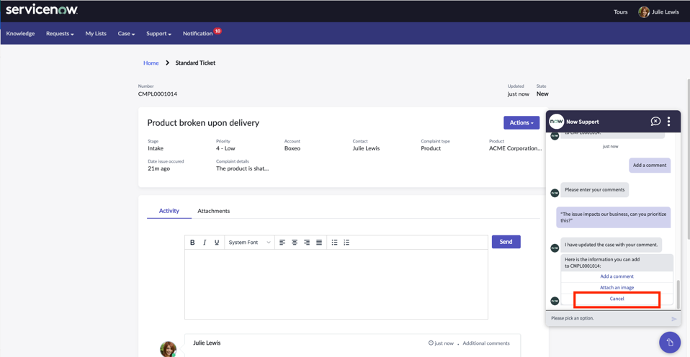 servicenow.
Tours Julie Lewis
Knowledge Requests My Lists Case Support Notification 10
Home > Standard Ticket
Number Updated State
CMPL0001014 just now New
Product broken upon delivery Actions
Stage Priority Account Contact Complaint type Product
Intake 4 - Low Boxeo Julie Lewis Product ACME Corporation...
Date issue occured Complaint details
21m ago The product is shat...
Activity Attachments
B I U System Font Send
Julie Lewis just now • Additional comments
now Now Support
just now
Add a comment
Please enter your comments
"The issue impacts our business, can you prioritize
this?"
I have updated the case with your comment.
Here is the information you can add
to CMPL0001014:
Add a comment
Attach an image
Cancel
Please pick an option.